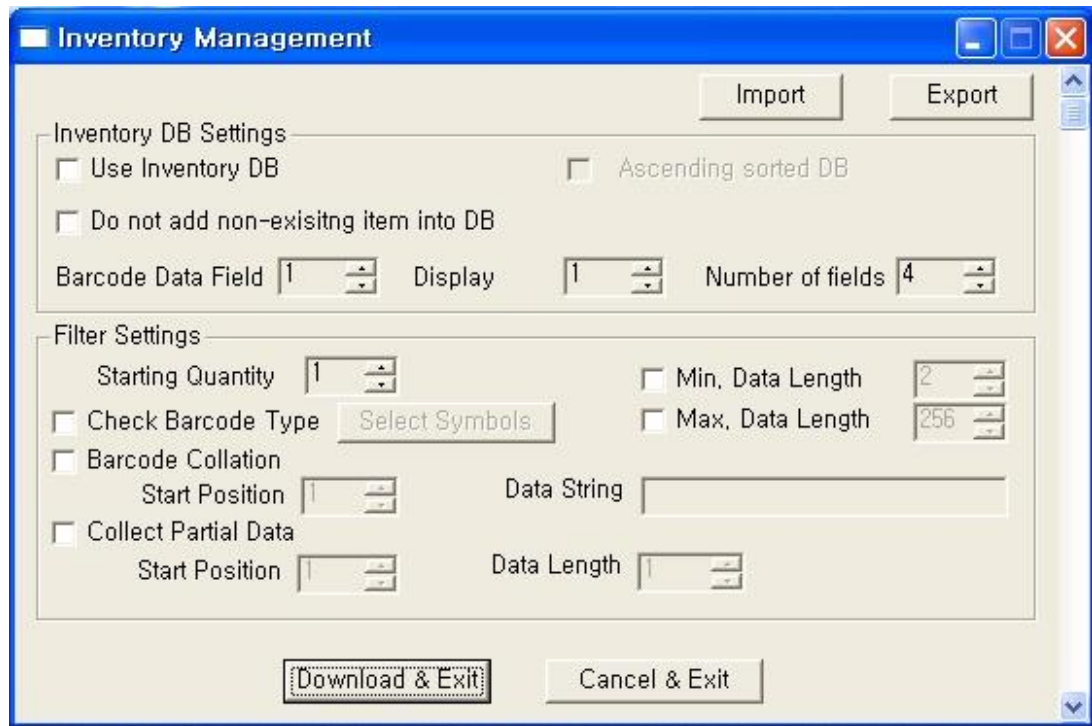 Inventory Management
Import Export
Inventory DB Settings
Use Inventory DB Ascending sorted DB
Do not add non-exisitng item into DB
Barcode Data Field 1 Display 1 Number of fields 4
Filter Settings
Starting Quantity 1 Min, Data Length 2
Check Barcode Type Select Symbols Max, Data Length 256
Barcode Collation
Start Position 1 Data String
Collect Partial Data
Start Position 1 Data Length 1
Download & Exit Cancel & Exit